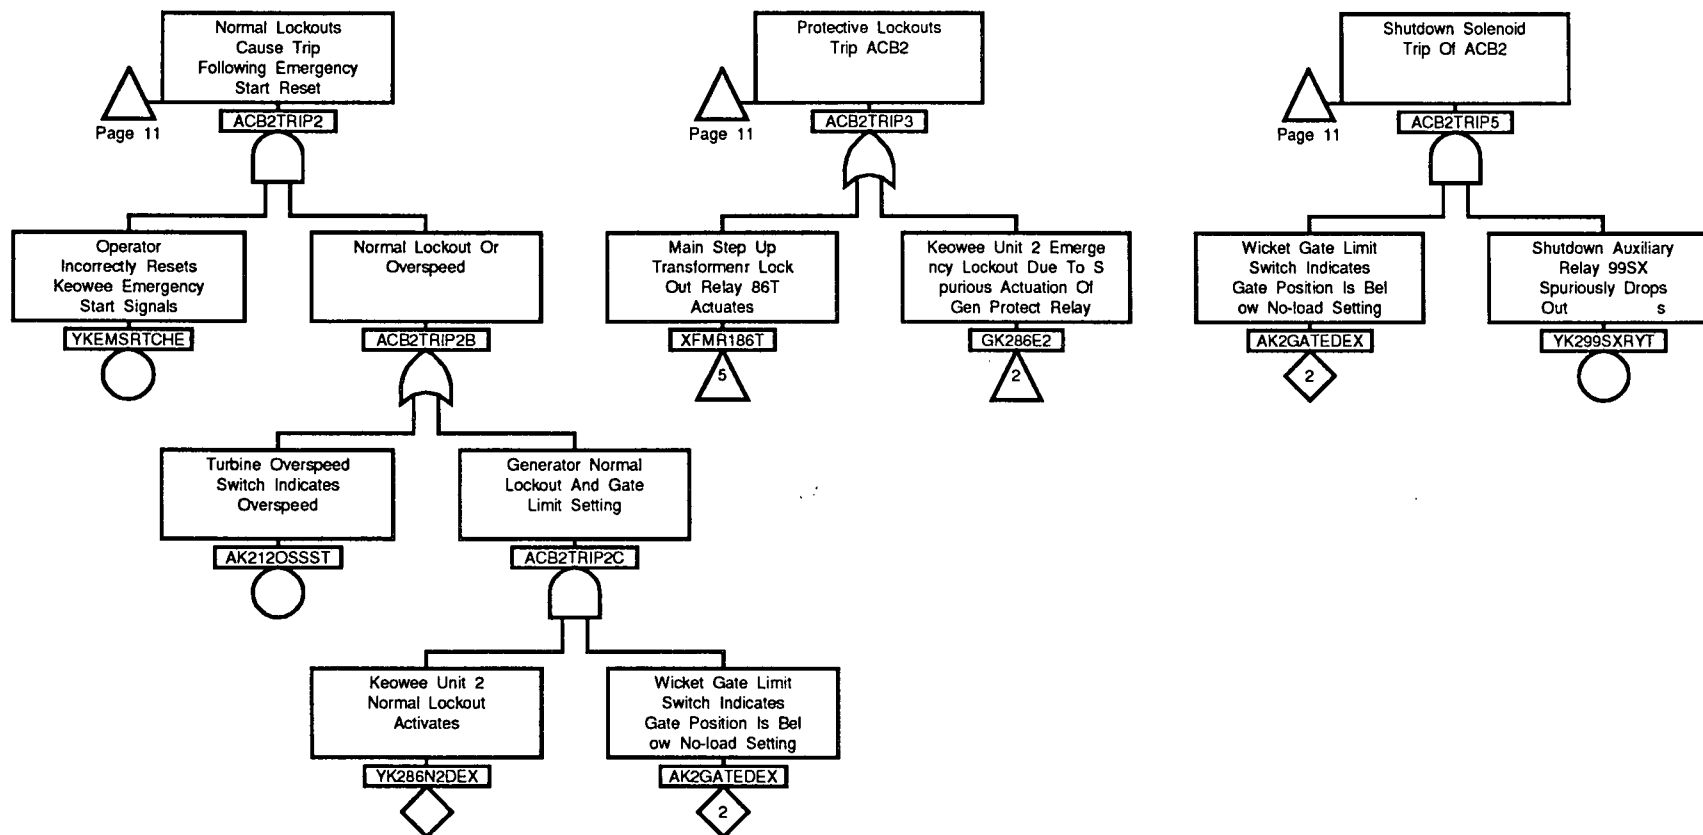 Normal Lockouts
Cause Trip
Following Emergency
Start Reset
Page 11
ACB2TRIP2
Protective Lockouts
Trip ACB2
Page 11
ACB2TRIP3
Shutdown Solenoid
Trip Of ACB2
Page 11
ACB2TRIP5
Operator
Incorrectly Resets
Keowee Emergency
Start Signals
YKEMSRTCHE
Normal Lockout Or
Overspeed
ACB2TRIP2B
Main Step Up
Transformenr Lock
Out Relay 86T
Actuates
XFMR186T
5
Keowee Unit 2 Emerge
ncy Lockout Due To S
purious Actuation Of
Gen Protect Relay
GK286E2
2
Wicket Gate Limit
Switch Indicates
Gate Position Is Bel
ow No-load Setting
AK2GATEDEX
2
Shutdown Auxiliary
Relay 99SX
Spuriously Drops
Out s
YK299SXRYT
Turbine Overspeed
Switch Indicates
Overspeed
AK212OSSST
Generator Normal
Lockout And Gate
Limit Setting
ACB2TRIP2C
Keowee Unit 2
Normal Lockout
Activates
YK286N2DEX
Wicket Gate Limit
Switch Indicates
Gate Position Is Bel
ow No-load Setting
AK2GATEDEX
2